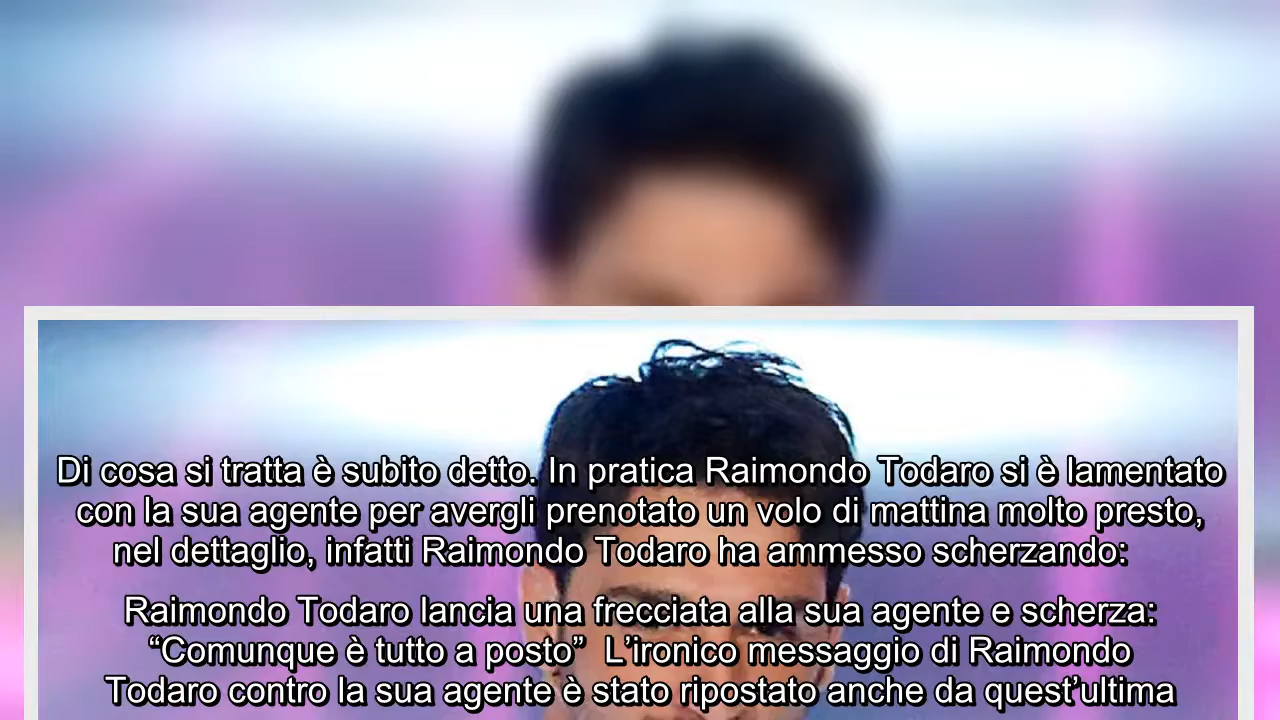 Di cosa si tratta è subito detto. In pratica Raimondo Todaro si è lamentato
con la sua agente per avergli prenotato un volo di mattina molto presto,
nel dettaglio, infatti Raimondo Todaro ha ammesso scherzando:
Raimondo Todaro lancia una frecciata alla sua agente e scherza:
“Comunque è tutto a posto”  L’ironico messaggio di Raimondo
Todaro contro la sua agente è stato ripostato anche da quest’ultima